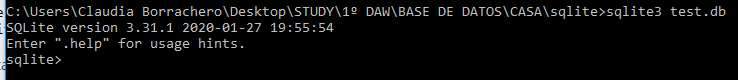 C:\Users\Claudia Borrachero\Desktop\STUDY\1º DAW\BASE DE DATOS\CASA\sqlite>sqlite3 test.db
SQLite version 3.31.1 2020-01-27 19:55:54
Enter ".help" for usage hints.
sqlite>